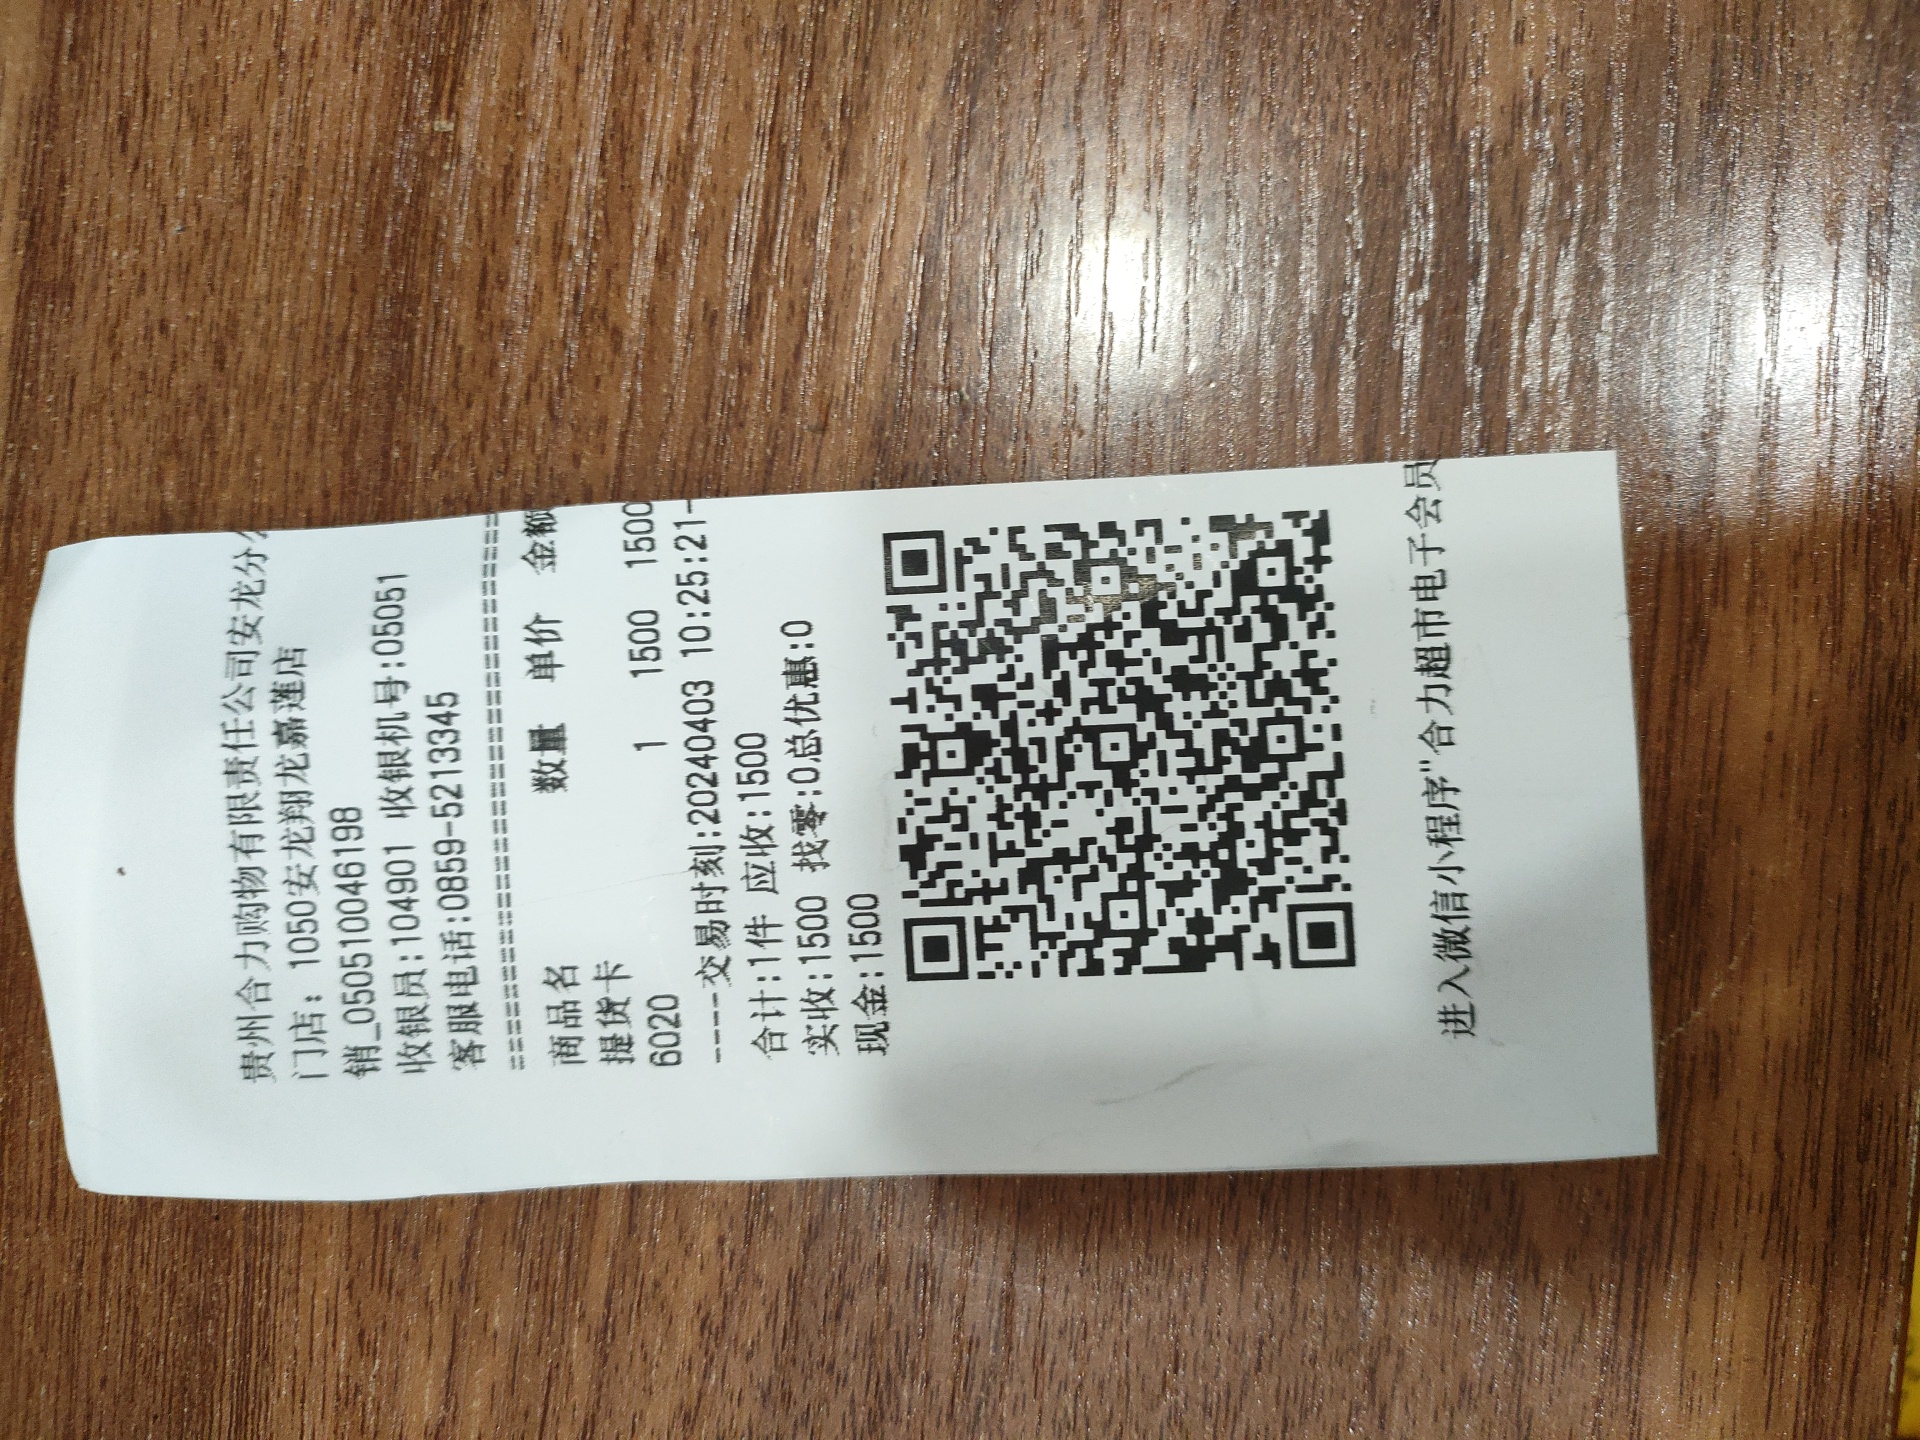 贵州合力购物有限责任公司安龙分
门店: 1050安龙翔龙嘉莲店
销_050510046198
收银员:104901 收银机号:05051
客服电话:0859-5213345
================================
商品名 数量 单价 金额
提货卡
6020 1 1500 1500
----交易时刻:20240403 10:25:21-
合计:1件 应收:1500
实收:1500 找零:0总优惠:0
现金:1500
进入微信小程序"合力超市电子会员